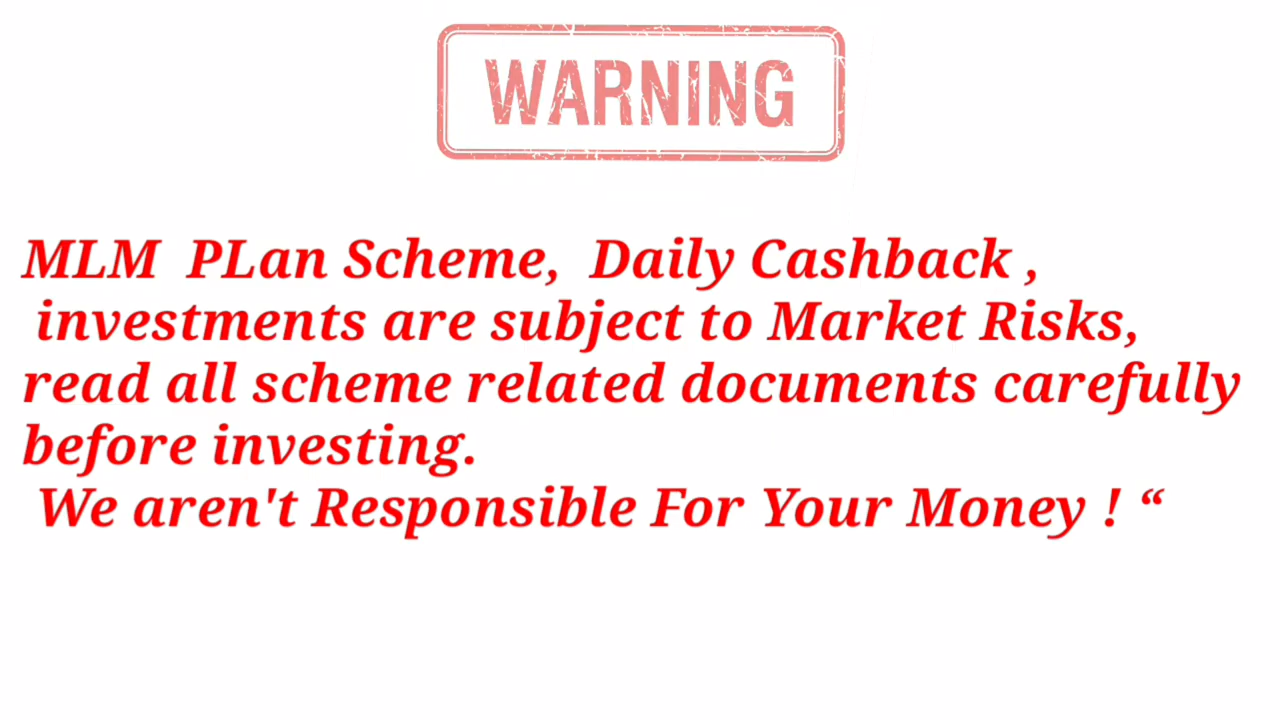 WARNING
MLM PLan Scheme, Daily Cashback ,
investments are subject to Market Risks,
read all scheme related documents carefully
before investing.
We aren't Responsible For Your Money ! “